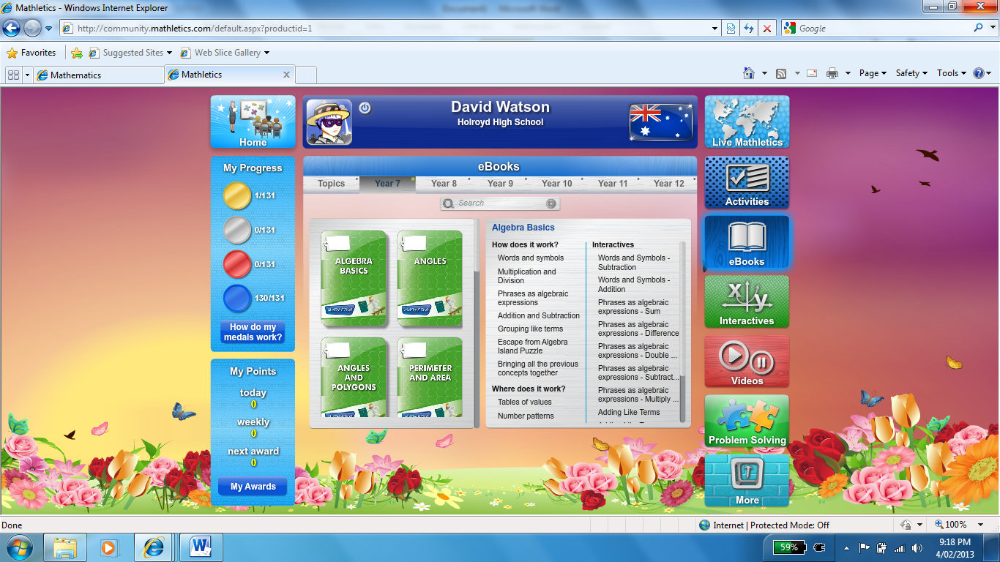 Mathletics - Windows Internet Explorer
http://community.mathletics.com/default.aspx?productid=1
Google
Favorites
Suggested Sites
Web Slice Gallery
Mathematics
Mathletics
Page
Safety
Tools
Home
David Watson
Holroyd High School
Live Mathletics
My Progress
1/131
0/131
0/131
130/131
How do my
medals work?
My Points
today
0
weekly
0
next award
0
My Awards
eBooks
Topics
Year 7
Year 8
Year 9
Year 10
Year 11
Year 12
Search
ALGEBRA
BASICS
ANGLES
ANGLES
AND
POLYGONS
PERIMETER
AND AREA
Algebra Basics
How does it work?
Words and symbols
Multiplication and
Division
Phrases as algebraic
expressions
Addition and Subtraction
Grouping like terms
Escape from Algebra
Island Puzzle
Bringing all the previous
concepts together
Where does it work?
Tables of values
Number patterns
Interactives
Words and Symbols -
Subtraction
Words and Symbols -
Addition
Phrases as algebraic
expressions - Sum
Phrases as algebraic
expressions - Difference
Phrases as algebraic
expressions - Double ...
Phrases as algebraic
expressions - Subtract...
Phrases as algebraic
expressions - Multiply ...
Adding Like Terms
Activities
eBooks
x y
Interactives
Videos
Problem Solving
More
Done
Internet | Protected Mode: Off
100%
59%
9:18 PM
4/02/2013